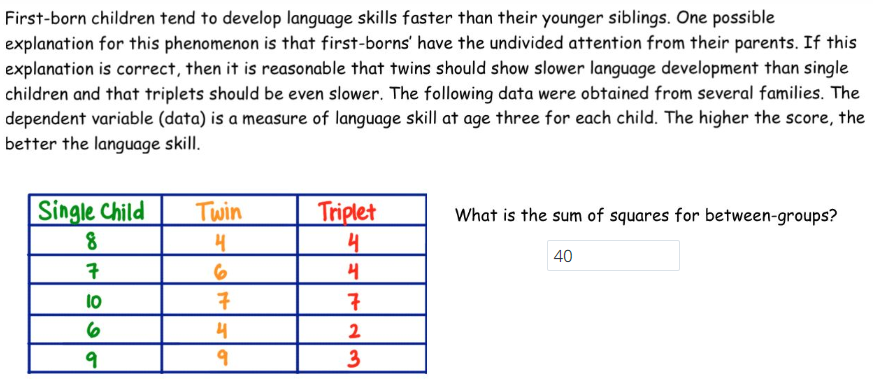 First-born children tend to develop language skills faster than their younger siblings. One possible
explanation for this phenomenon is that first-borns' have the undivided attention from their parents. If this
explanation is correct, then it is reasonable that twins should show slower language development than single
children and that triplets should be even slower. The following data were obtained from several families. The
dependent variable (data) is a measure of language skill at age three for each child. The higher the score, the
better the language skill.
Single Child Twin Triplet
8 4 4
7 6 4
10 7 7
6 4 2
9 9 3
What is the sum of squares for between-groups?
40